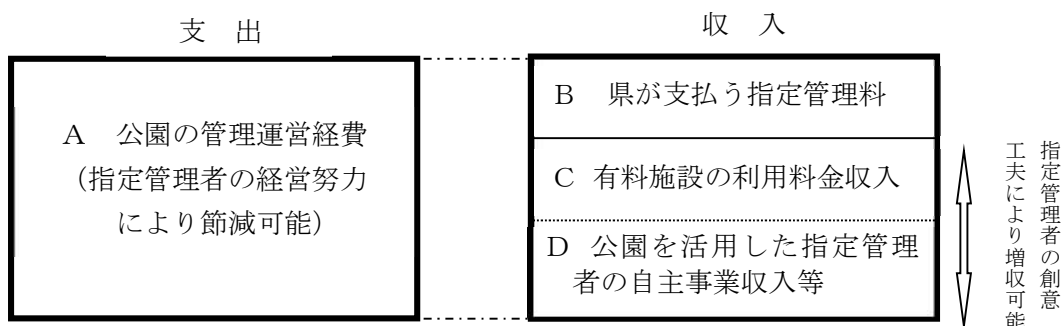 支　出
収　入
A　公園の管理運営経費
（指定管理者の経営努力
により節減可能）
B　県が支払う指定管理料
C　有料施設の利用料金収入
D　公園を活用した指定管理
者の自主事業収入等
指定管理者の創意
工夫により増収可能